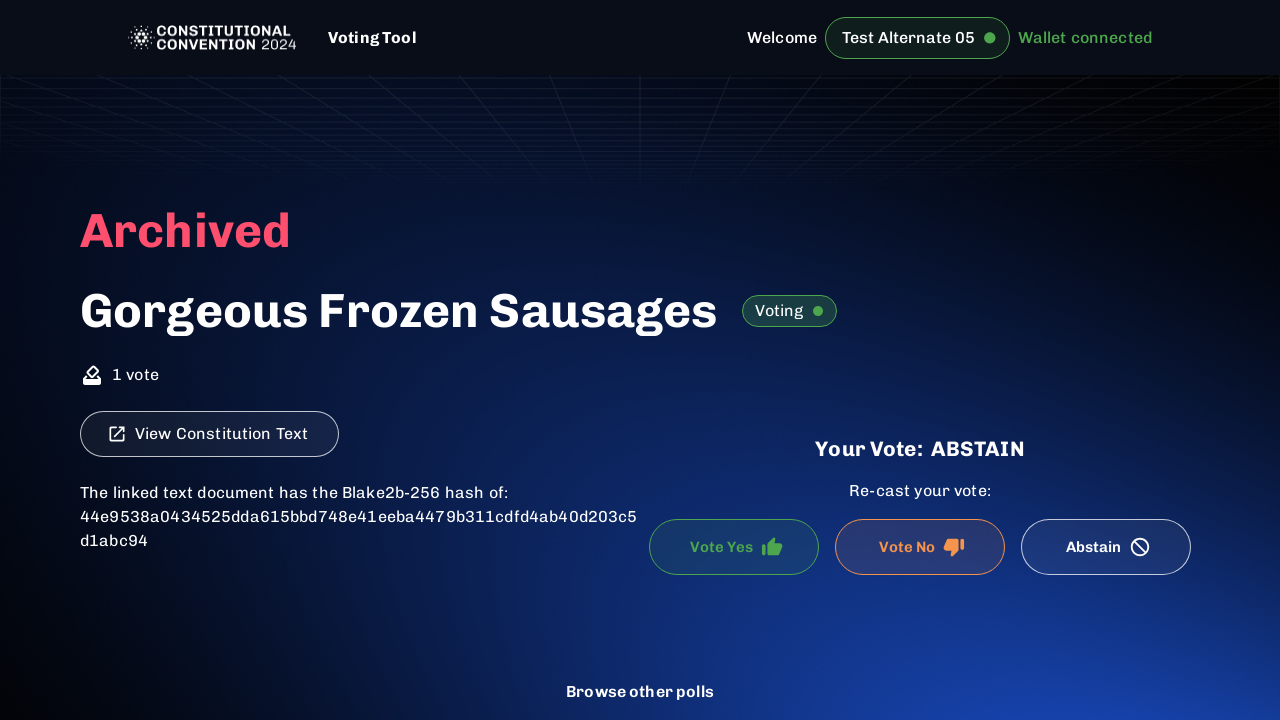 CONSTITUTIONAL
CONVENTION 2024
Voting Tool
Welcome
Test Alternate 05
Wallet connected
Archived
Gorgeous Frozen Sausages
Voting
1 vote
View Constitution Text
The linked text document has the Blake2b-256 hash of:
44e9538a0434525dda615bbd748e41eeba4479b311cdfd4ab40d203c5
d1abc94
Your Vote: ABSTAIN
Re-cast your vote:
Vote Yes
Vote No
Abstain
Browse other polls